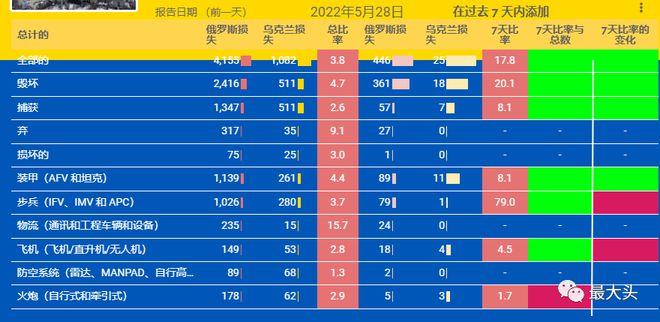 报告日期 （前一天） 2022年5月28日 在过去 7 天内添加
总计的 俄罗斯损失 乌克兰损失 总比率 俄罗斯损失 乌克兰损失 7天比率 7天比率与总数 7天比率的变化
全部的 4,155 1,082 3.8 446 25 17.8
毁坏 2,416 511 4.7 361 18 20.1
捕获 1,347 511 2.6 57 7 8.1
弃 317 35 9.1 27 0 - - -
损坏的 75 25 3.0 1 0 - - -
装甲（AFV 和坦克） 1,139 261 4.4 89 11 8.1
步兵（IFV、IMV 和 APC） 1,026 280 3.7 79 1 79.0
物流（通讯和工程车辆和设备） 235 15 15.7 24 0 - - -
飞机（飞机/直升机/无人机） 149 53 2.8 18 4 4.5
防空系统（雷达、MANPAD、自行高... 89 68 1.3 2 0 - - -
火炮（自行式和牵引式） 178 62 2.9 5 3 1.7
最大头